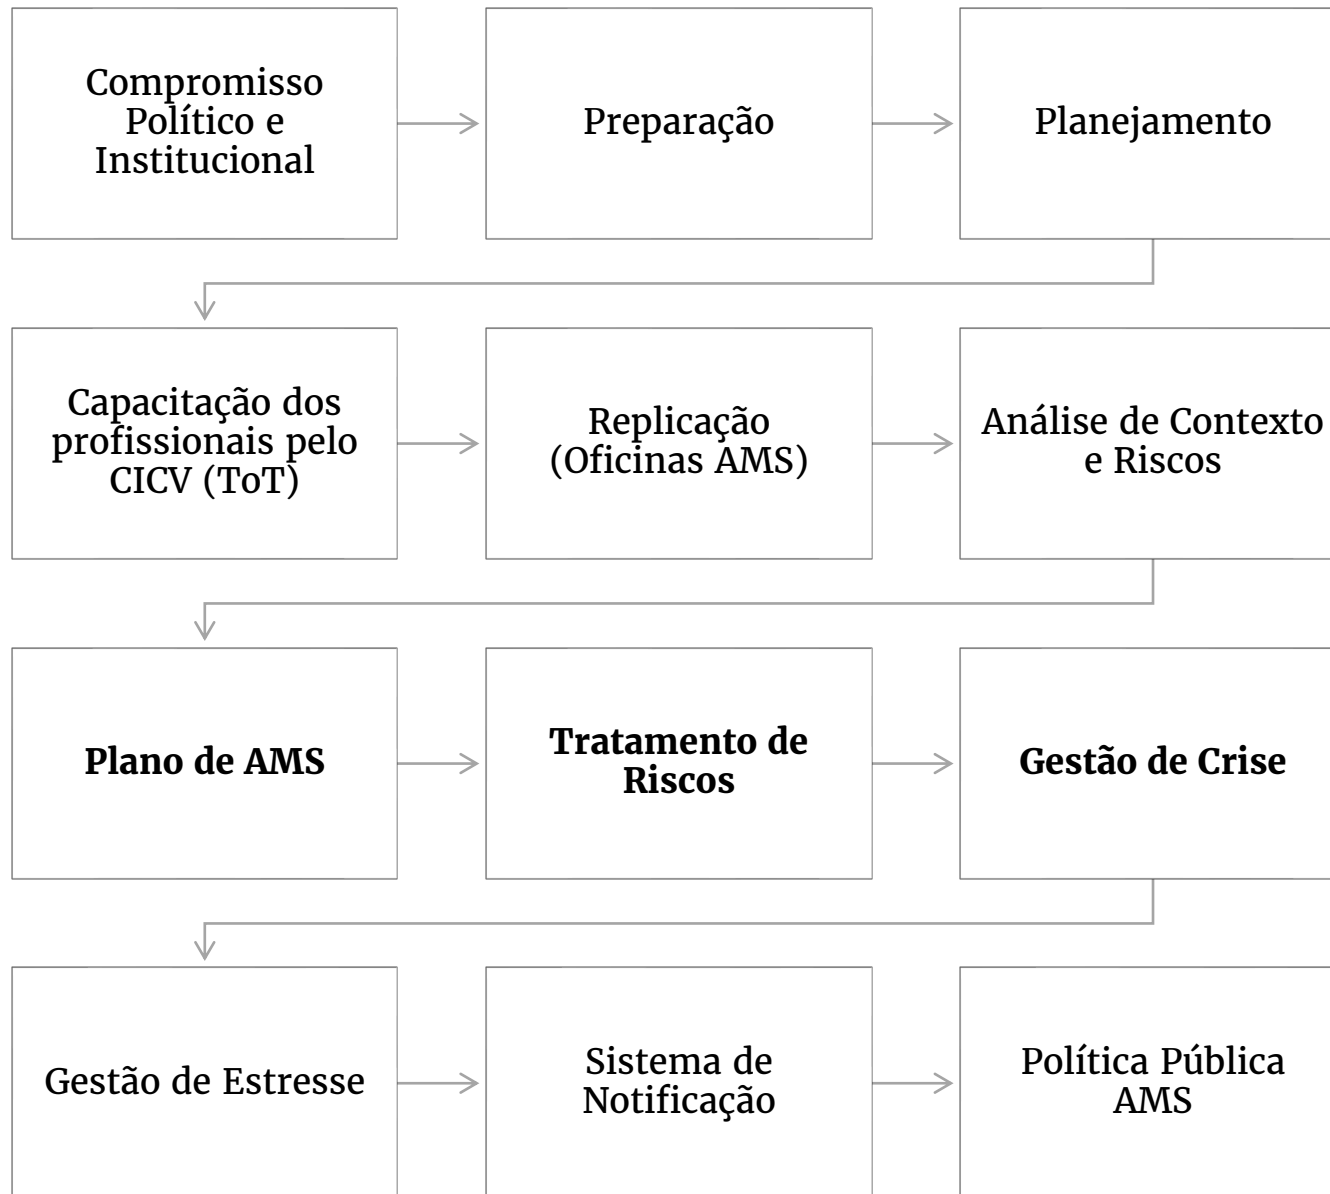 Compromisso
Político e
Institucional
Preparação
Planejamento
Capacitação dos
profissionais pelo
CICV (ToT)
Replicação
(Oficinas AMS)
Análise de Contexto
e Riscos
Plano de AMS
Tratamento de
Riscos
Gestão de Crise
Gestão de Estresse
Sistema de
Notificação
Política Pública
AMS